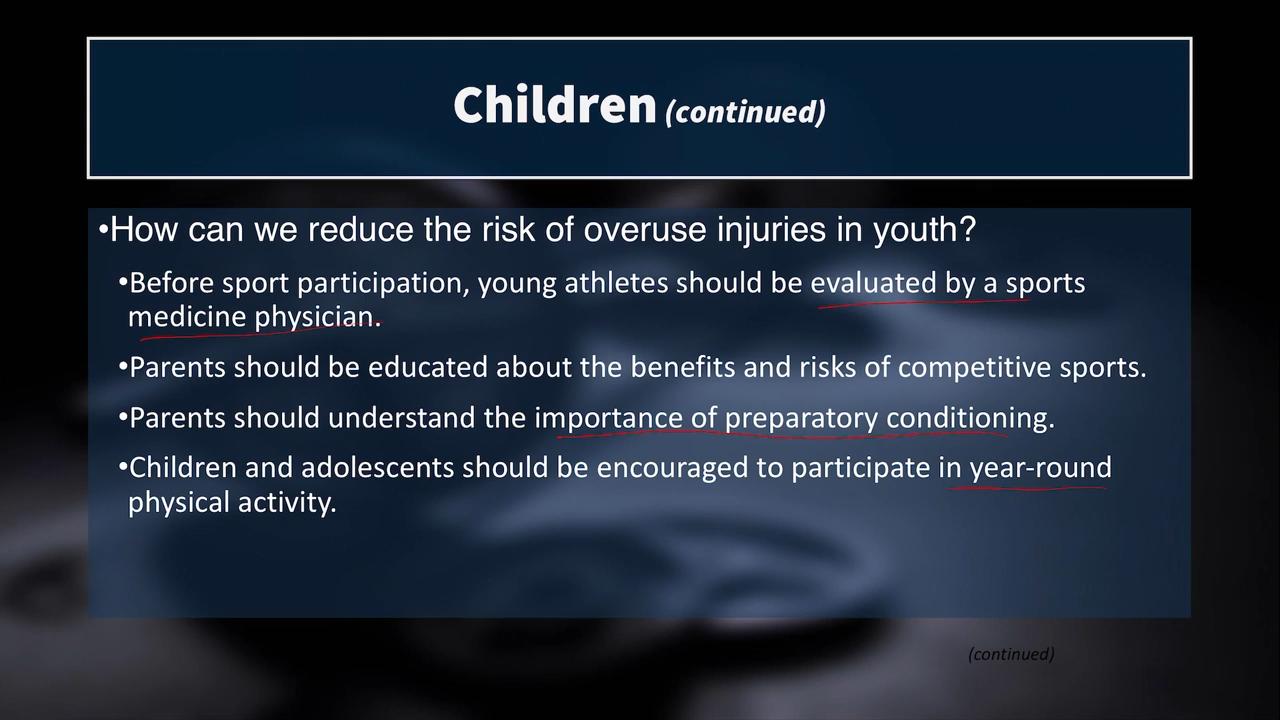 Children (continued)
•How can we reduce the risk of overuse injuries in youth?
•Before sport participation, young athletes should be evaluated by a sports
medicine physician.
•Parents should be educated about the benefits and risks of competitive sports.
•Parents should understand the importance of preparatory conditioning.
•Children and adolescents should be encouraged to participate in year-round
physical activity.
(continued)